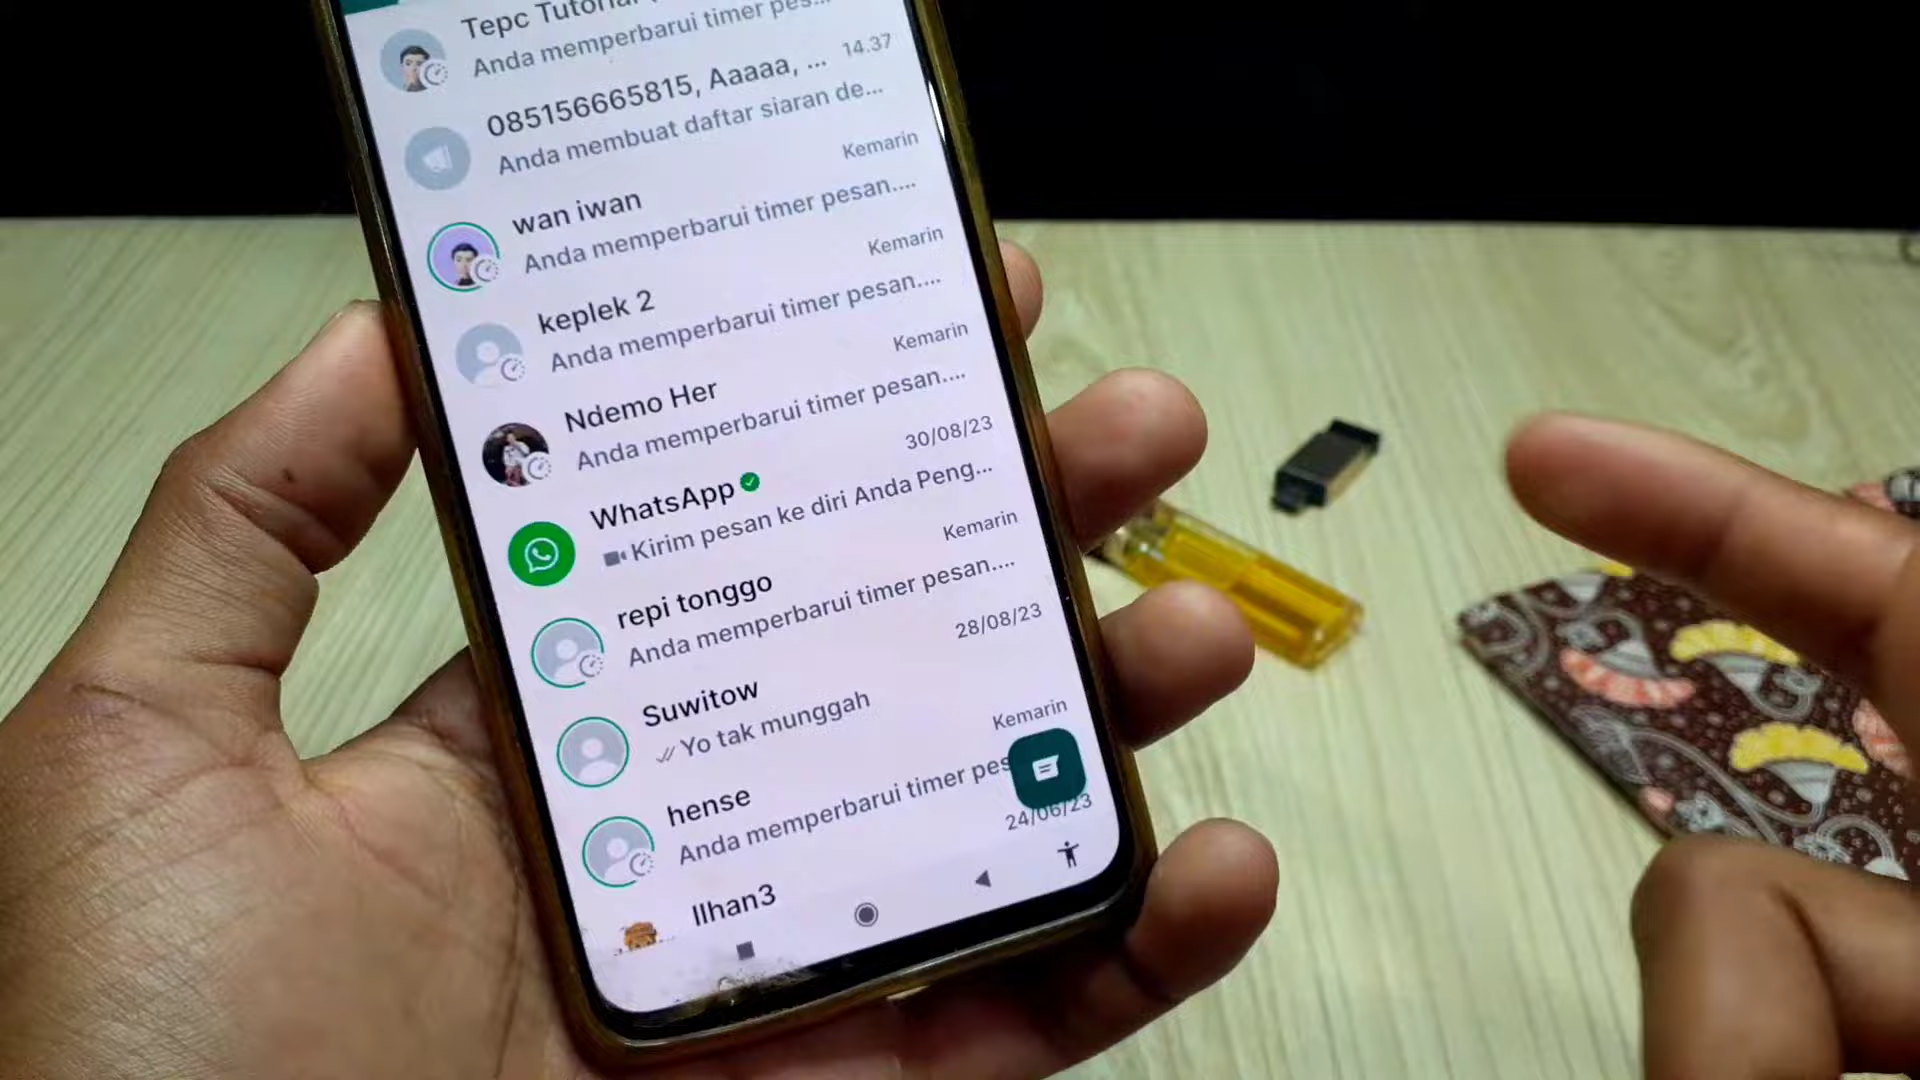 Tepc Tutorial
Anda memperbarui timer pes...
085156665815, Aaaaa, ...
14.37
Anda membuat daftar siaran de...
wan iwan
Kemarin
Anda memperbarui timer pesan....
keplek 2
Kemarin
Anda memperbarui timer pesan....
Ndemo Her
Kemarin
Anda memperbarui timer pesan....
WhatsApp
30/08/23
Kirim pesan ke diri Anda Peng...
repi tonggo
Kemarin
Anda memperbarui timer pesan....
Suwitow
28/08/23
Yo tak munggah
hense
Kemarin
Anda memperbarui timer pes
Ilhan3
24/06/23